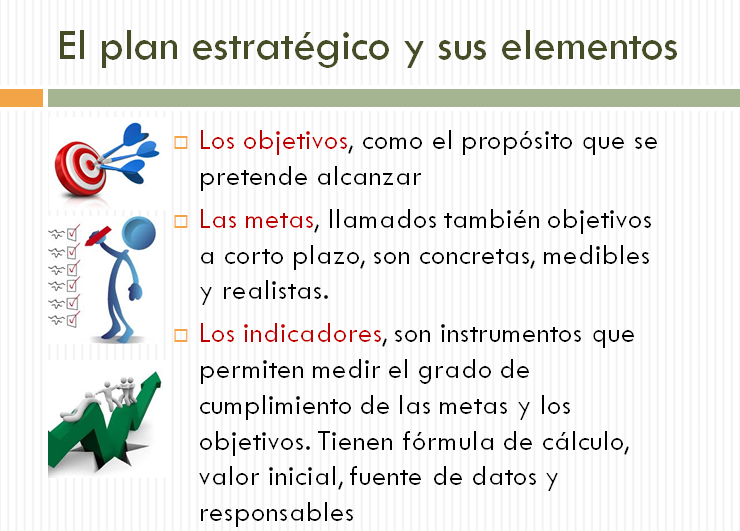 El plan estratégico y sus elementos
Los objetivos, como el propósito que se
pretende alcanzar
Las metas, llamados también objetivos
a corto plazo, son concretas, medibles
y realistas.
Los indicadores, son instrumentos que
permiten medir el grado de
cumplimiento de las metas y los
objetivos. Tienen fórmula de cálculo,
valor inicial, fuente de datos y
responsables